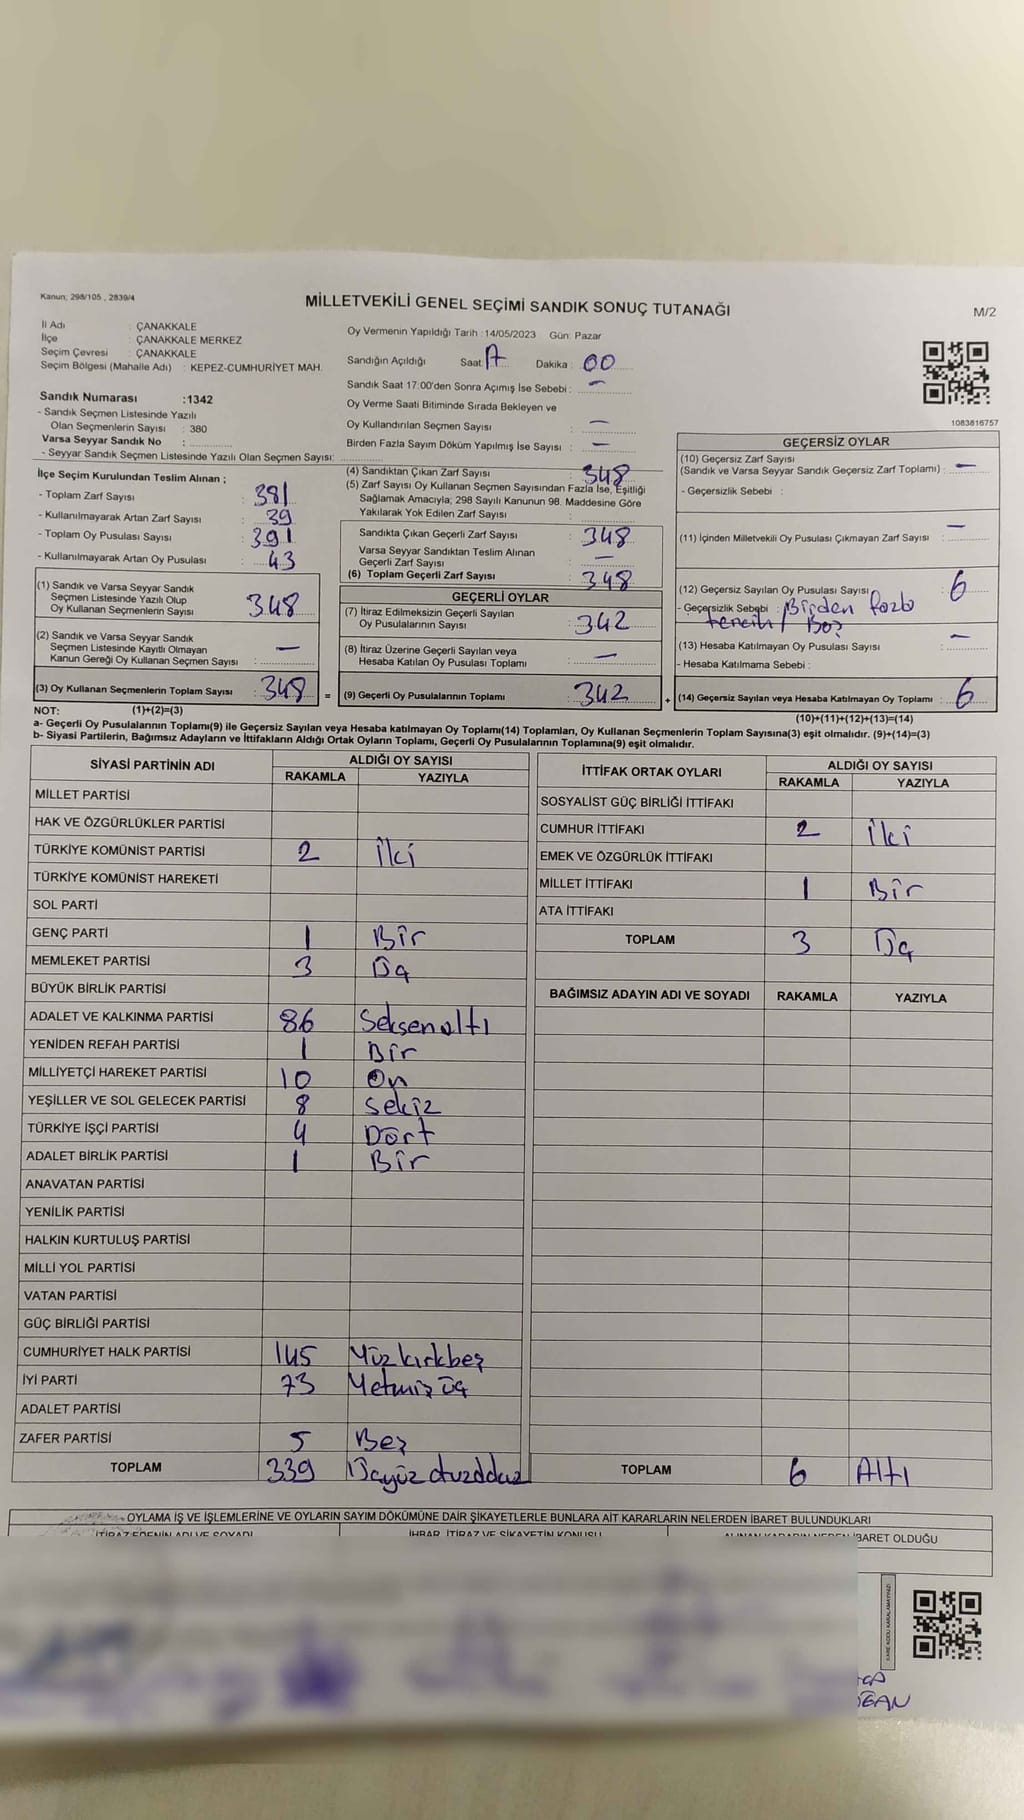 Kanun; 298/105 , 2839/4
MİLLETVEKİLİ GENEL SEÇİMİ SANDIK SONUÇ TUTANAĞI
M/2
İl Adı : ÇANAKKALE
İlçe : ÇANAKKALE MERKEZ
Seçim Çevresi : ÇANAKKALE
Seçim Bölgesi (Mahalle Adı) : KEPEZ-CUMHURİYET MAH.
Sandık Numarası :1342
- Sandık Seçmen Listesinde Yazılı
Olan Seçmenlerin Sayısı : 380
Varsa Seyyar Sandık No :
- Seyyar Sandık Seçmen Listesinde Yazılı Olan Seçmen Sayısı:
Oy Vermenin Yapıldığı Tarih :14/05/2023 Gün: Pazar
Sandığın Açıldığı Saat 17 Dakika : 00
Sandık Saat 17:00'den Sonra Açımış İse Sebebi : –
Oy Verme Saati Bitiminde Sırada Bekleyen ve
Oy Kullandırılan Seçmen Sayısı : –
Birden Fazla Sayım Döküm Yapılmış İse Sayısı : –
1083816757
İlçe Seçim Kurulundan Teslim Alınan ;
- Toplam Zarf Sayısı : 381
- Kullanılmayarak Artan Zarf Sayısı : 39
- Toplam Oy Pusulası Sayısı : 391
- Kullanılmayarak Artan Oy Pusulası : 43
(1) Sandık ve Varsa Seyyar Sandık
Seçmen Listesinde Yazılı Olup
Oy Kullanan Seçmenlerin Sayısı : 348
(2) Sandık ve Varsa Seyyar Sandık
Seçmen Listesinde Kayıtlı Olmayan
Kanun Gereği Oy Kullanan Seçmen Sayısı : –
(3) Oy Kullanan Seçmenlerin Toplam Sayısı : 348 =
(4) Sandıktan Çıkan Zarf Sayısı : 348
(5) Zarf Sayısı Oy Kullanan Seçmen Sayısından Fazla İse, Eşitliği
Sağlamak Amacıyla; 298 Sayılı Kanunun 98. Maddesine Göre
Yakılarak Yok Edilen Zarf Sayısı :
Sandıkta Çıkan Geçerli Zarf Sayısı : 348
Varsa Seyyar Sandıktan Teslim Alınan
Geçerli Zarf Sayısı : –
(6) Toplam Geçerli Zarf Sayısı : 348
GEÇERLİ OYLAR
(7) İtiraz Edilmeksizin Geçerli Sayılan
Oy Pusulalarının Sayısı : 342
(8) İtiraz Üzerine Geçerli Sayılan veya
Hesaba Katılan Oy Pusulası Toplamı : –
(9) Geçerli Oy Pusulalarının Toplamı : 342 +
GEÇERSİZ OYLAR
(10) Geçersiz Zarf Sayısı
(Sandık ve Varsa Seyyar Sandık Geçersiz Zarf Toplamı) : –
- Geçersizlik Sebebi :
(11) İçinden Milletvekili Oy Pusulası Çıkmayan Zarf Sayısı : –
(12) Geçersiz Sayılan Oy Pusulası Sayısı : 6
- Geçersizlik Sebebi : Birden fazla
tercih / Boş
(13) Hesaba Katılmayan Oy Pusulası Sayısı : –
- Hesaba Katılmama Sebebi :
(14) Geçersiz Sayılan veya Hesaba Katılmayan Oy Toplamı : 6
NOT: (1)+(2)=(3)
(10)+(11)+(12)+(13)=(14)
a- Geçerli Oy Pusulalarının Toplamı(9) ile Geçersiz Sayılan veya Hesaba katılmayan Oy Toplamı(14) Toplamları, Oy Kullanan Seçmenlerin Toplam Sayısına(3) eşit olmalıdır. (9)+(14)=(3)
b- Siyasi Partilerin, Bağımsız Adayların ve İttifakların Aldığı Ortak Oyların Toplamı, Geçerli Oy Pusulalarının Toplamına(9) eşit olmalıdır.
SİYASİ PARTİNİN ADI ALDIĞI OY SAYISI
RAKAMLA YAZIYLA
MİLLET PARTİSİ
HAK VE ÖZGÜRLÜKLER PARTİSİ
TÜRKİYE KOMÜNİST PARTİSİ 2 İki
TÜRKİYE KOMÜNİST HAREKETİ
SOL PARTİ
GENÇ PARTİ 1 Bir
MEMLEKET PARTİSİ 3 Üç
BÜYÜK BİRLİK PARTİSİ
ADALET VE KALKINMA PARTİSİ 86 Seksenaltı
YENİDEN REFAH PARTİSİ 1 Bir
MİLLİYETÇİ HAREKET PARTİSİ 10 On
YEŞİLLER VE SOL GELECEK PARTİSİ 8 Sekiz
TÜRKİYE İŞÇİ PARTİSİ 4 Dört
ADALET BİRLİK PARTİSİ 1 Bir
ANAVATAN PARTİSİ
YENİLİK PARTİSİ
HALKIN KURTULUŞ PARTİSİ
MİLLİ YOL PARTİSİ
VATAN PARTİSİ
GÜÇ BİRLİĞİ PARTİSİ
CUMHURİYET HALK PARTİSİ 145 Yüzkırkbeş
İYİ PARTİ 73 Yetmiş üç
ADALET PARTİSİ
ZAFER PARTİSİ 5 Beş
TOPLAM 339 Üçyüz otuzdokuz
İTTİFAK ORTAK OYLARI ALDIĞI OY SAYISI
RAKAMLA YAZIYLA
SOSYALİST GÜÇ BİRLİĞİ İTTİFAKI
CUMHUR İTTİFAKI 2 İki
EMEK VE ÖZGÜRLÜK İTTİFAKI
MİLLET İTTİFAKI 1 Bir
ATA İTTİFAKI
TOPLAM 3 Üç
BAĞIMSIZ ADAYIN ADI VE SOYADI RAKAMLA YAZIYLA
TOPLAM 6 Altı
OYLAMA İŞ VE İŞLEMLERİNE VE OYLARIN SAYIM DÖKÜMÜNE DAİR ŞİKAYETLERLE BUNLARA AİT KARARLARIN NELERDEN İBARET BULUNDUKLARI
İTİRAZ EDENİN ADI VE SOYADI İHBAR, İTİRAZ VE ŞİKAYETİN KONUSU ALINAN KARARIN NEDEN İBARET OLDUĞU
KARE KODU KARALAMAYINIZ!